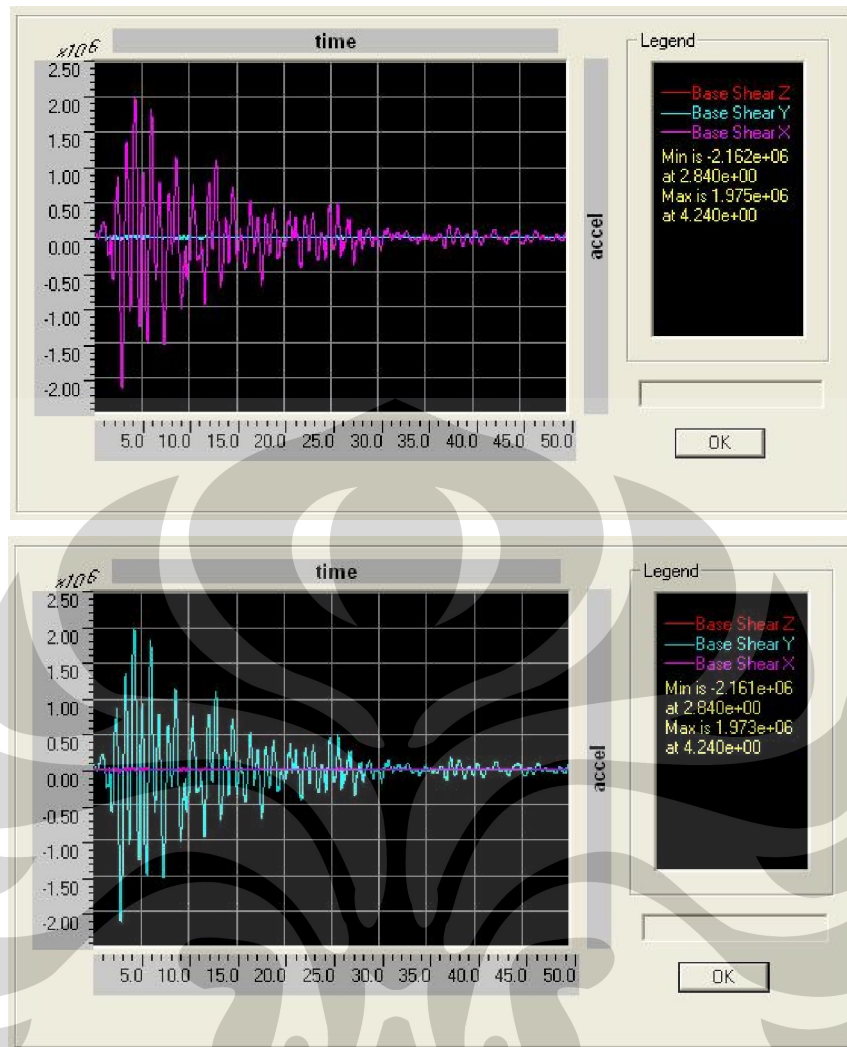 time
x10 6
2.50
2.00
1.50
1.00
0.50
0.00
-0.50
-1.00
-1.50
-2.00
accel
5.0 10.0 15.0 20.0 25.0 30.0 35.0 40.0 45.0 50.0
Legend
Base Shear Z
Base Shear Y
Base Shear X
Min is -2.162e+06
at 2.840e+00
Max is 1.975e+06
at 4.240e+00
OK
time
x10 6
2.50
2.00
1.50
1.00
0.50
0.00
-0.50
-1.00
-1.50
-2.00
accel
5.0 10.0 15.0 20.0 25.0 30.0 35.0 40.0 45.0 50.0
Legend
Base Shear Z
Base Shear Y
Base Shear X
Min is -2.161e+06
at 2.840e+00
Max is 1.973e+06
at 4.240e+00
OK